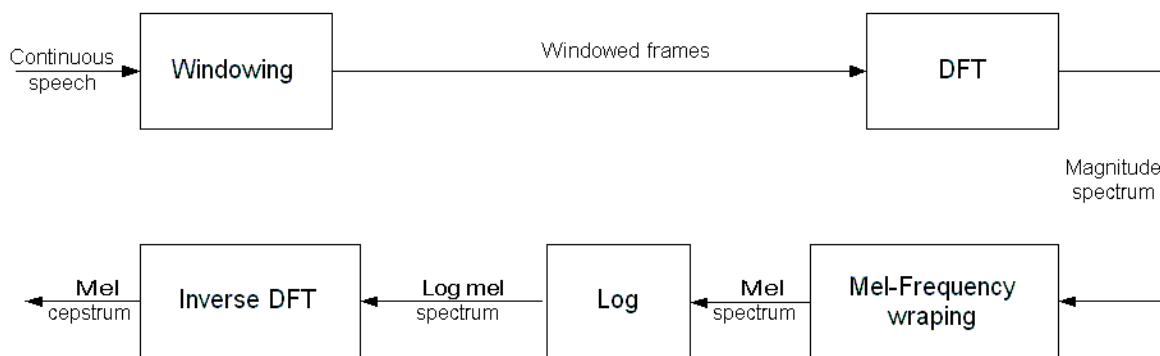 Continuous
speech
Windowing
Windowed frames
DFT
Magnitude
spectrum
Mel-Frequency
wraping
Mel
spectrum
Log
Log mel
spectrum
Inverse DFT
Mel
cepstrum